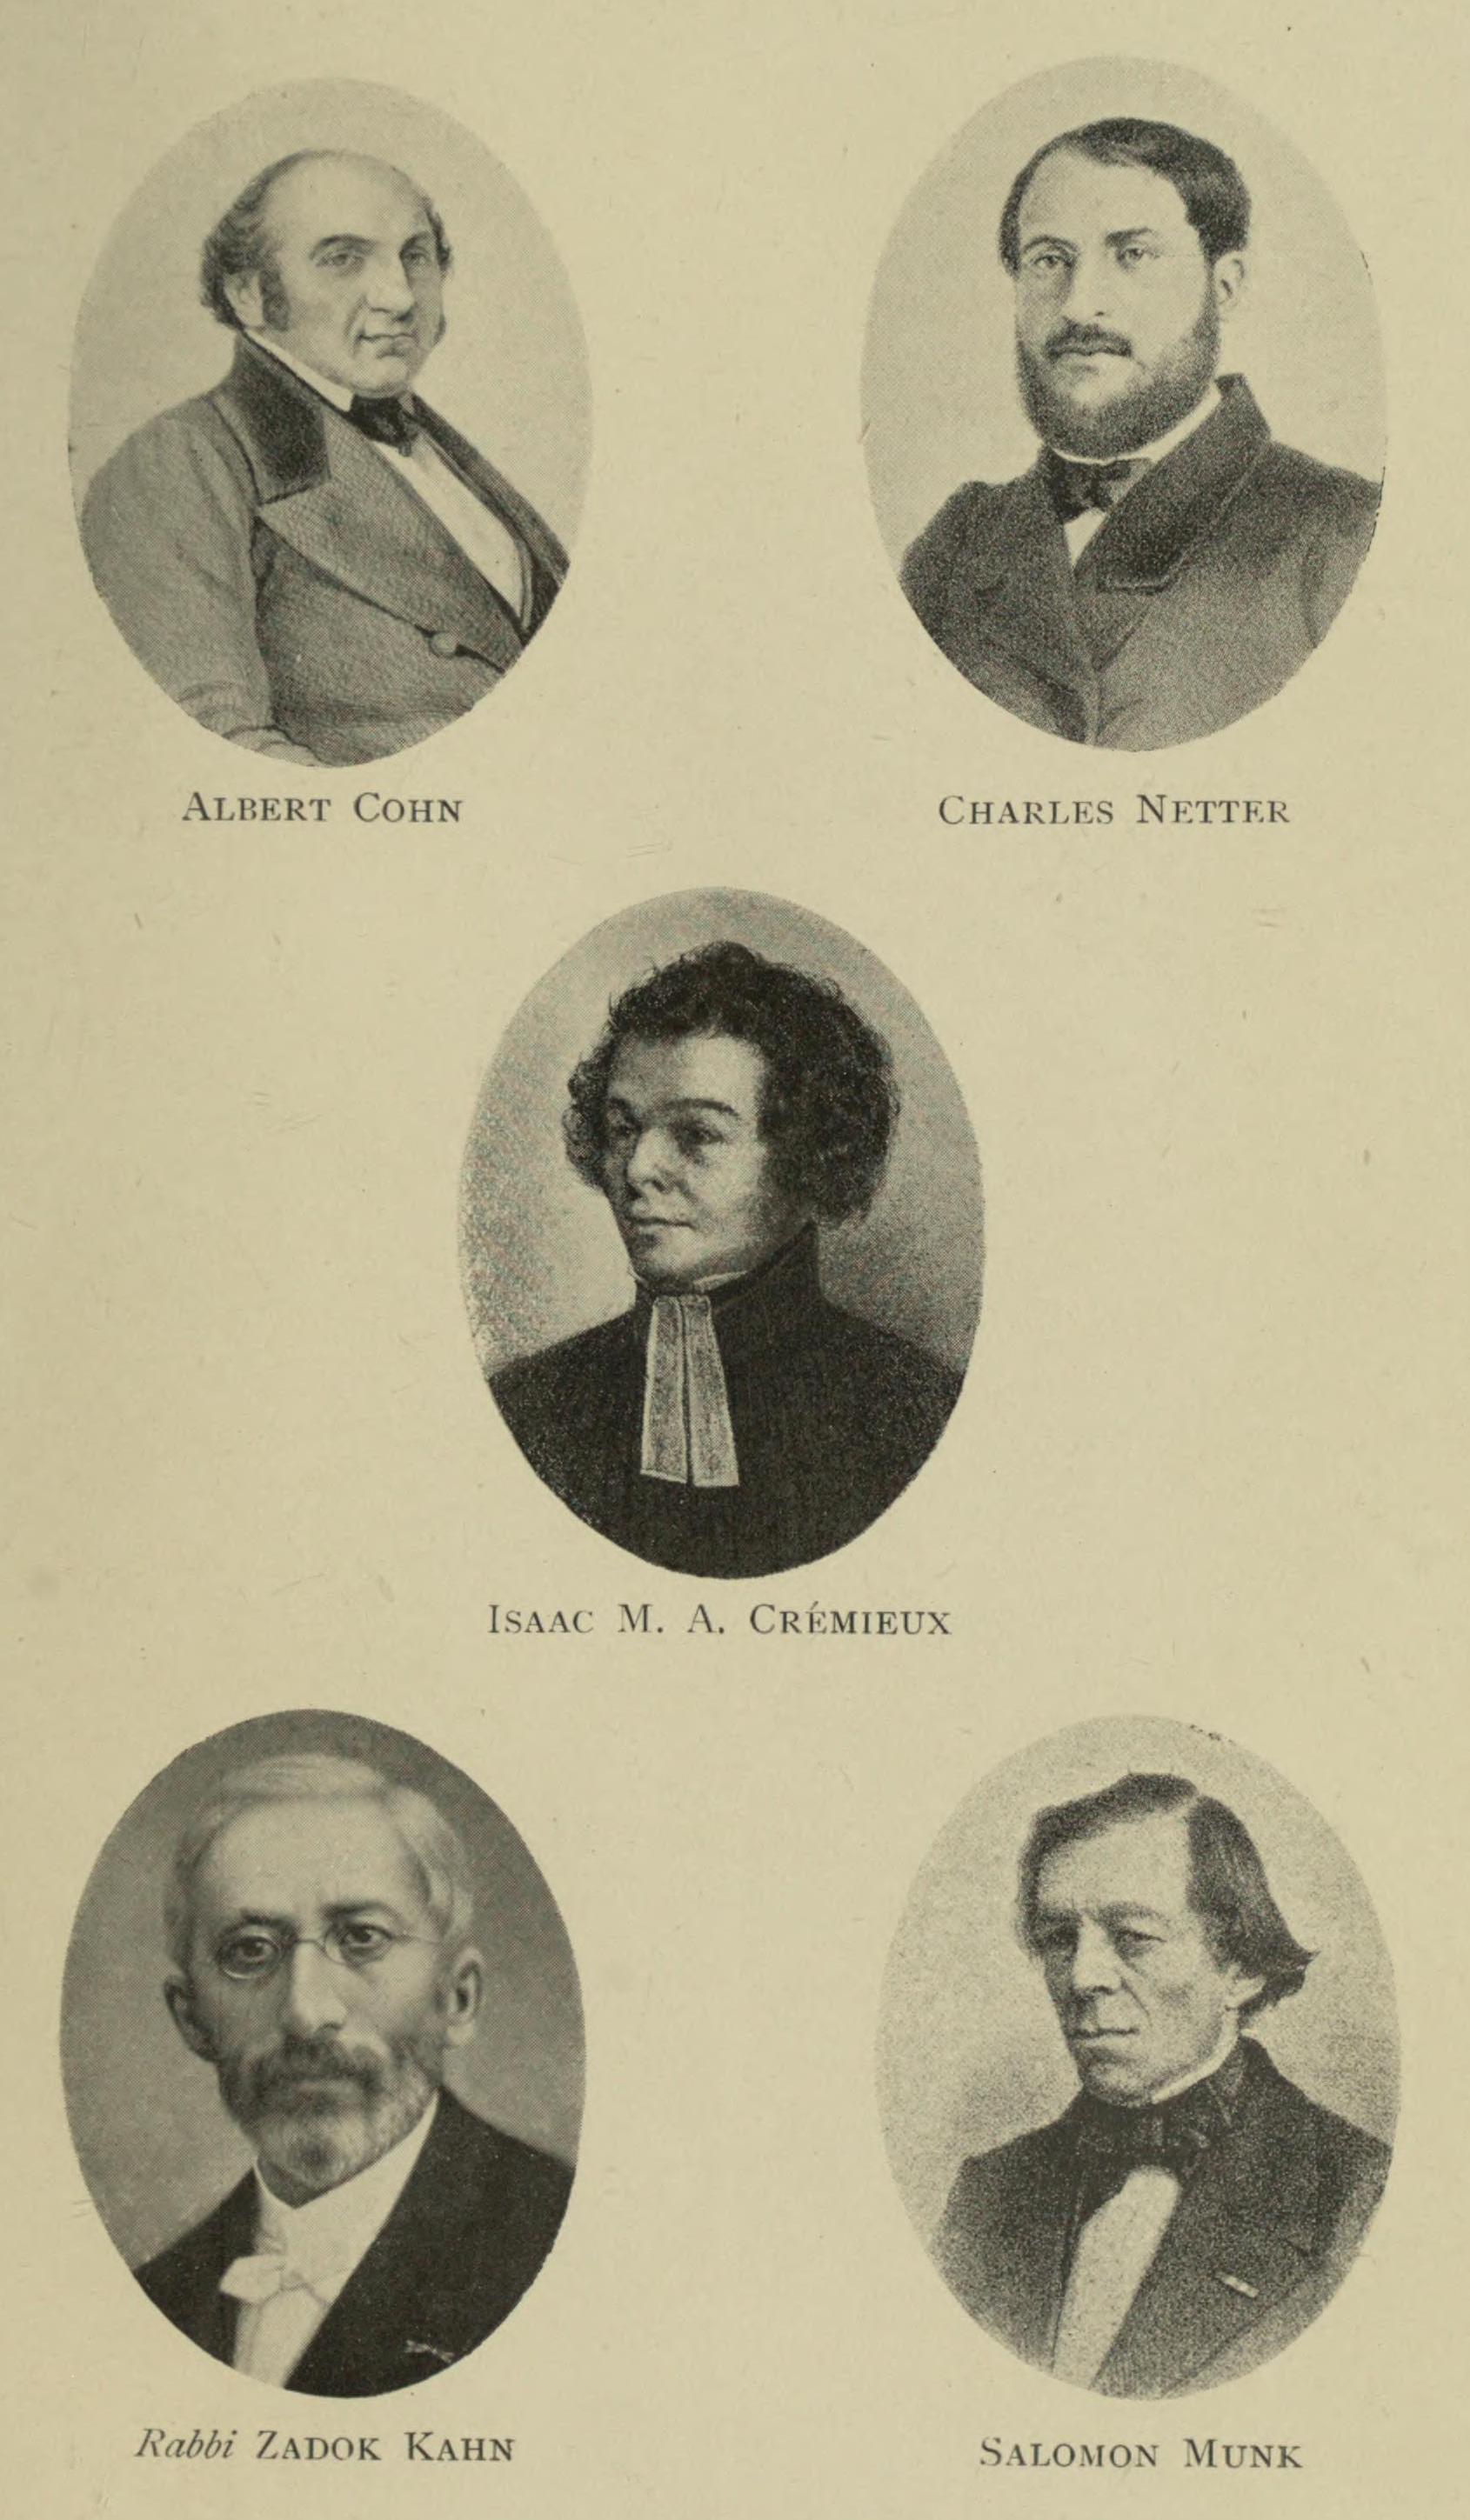 ALBERT COHN
CHARLES NETTER
ISAAC M. A. CRÉMIEUX
Rabbi ZADOK KAHN
SALOMON MUNK